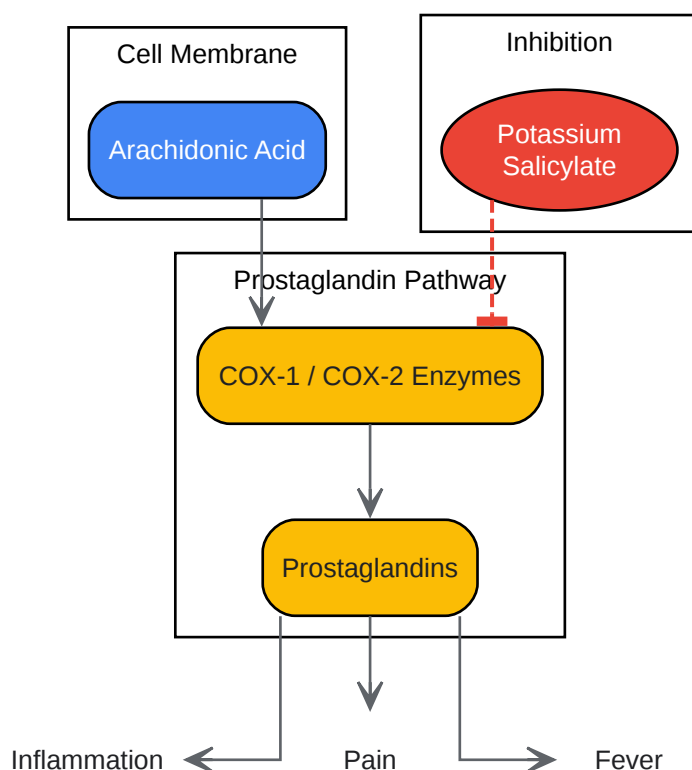 Cell Membrane
Arachidonic Acid
Inhibition
Potassium
Salicylate
Prostaglandin Pathway
COX-1 / COX-2 Enzymes
Prostaglandins
Inflammation
Pain
Fever